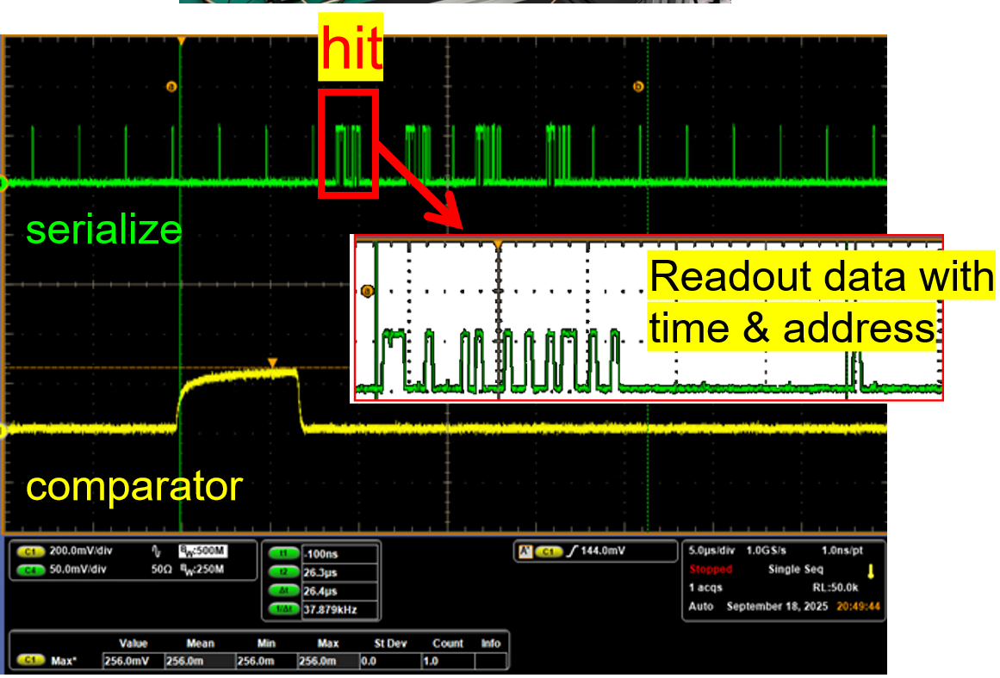 hit
a
b
serialize
a
Readout data with
time & address
comparator
C1 200.0mV/div BW:500M
C4 50.0mV/div 50Ω BW:250M
t1 -100ns
t2 26.3µs
Δt 26.4µs
1/Δt 37.879kHz
A' C1 144.0mV
5.0µs/div 1.0GS/s 1.0ns/pt
Stopped Single Seq
1 acqs RL:50.0k
Auto September 18, 2025 20:49:44
Value Mean Min Max St Dev Count Info
C1 Max* 256.0mV 256.0m 256.0m 256.0m 0.0 1.0